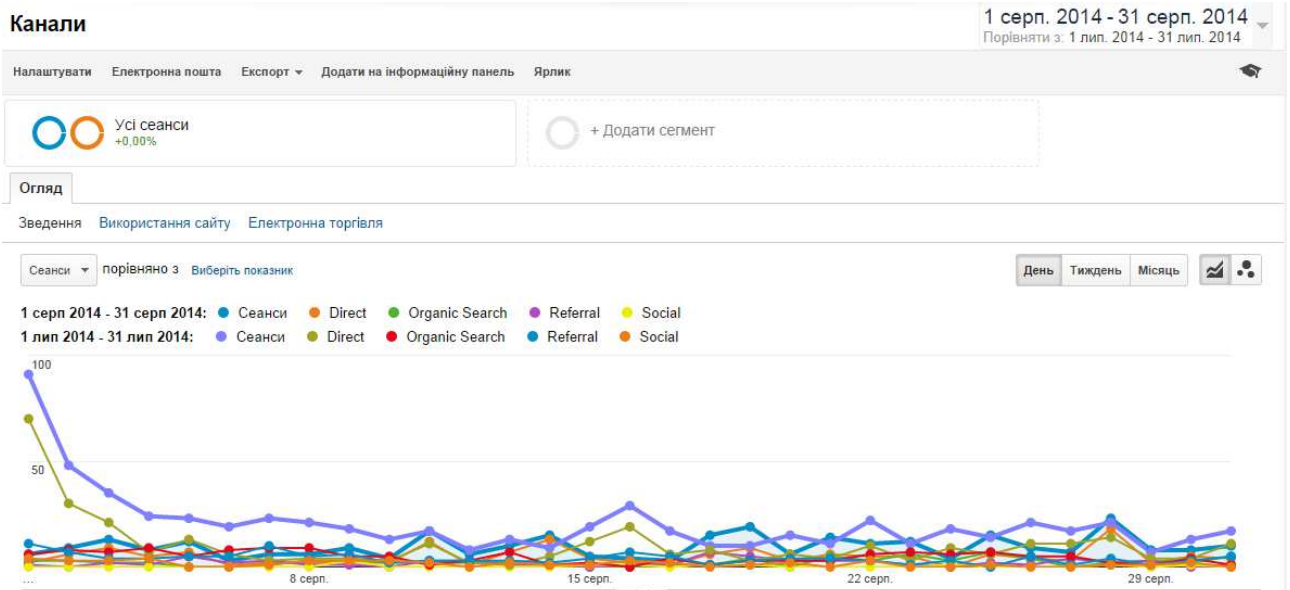 Канали
1 серп. 2014 - 31 серп. 2014
Порівняти з: 1 лип. 2014 - 31 лип. 2014
Налаштувати Електронна пошта Експорт Додати на інформаційну панель Ярлик
Усі сеанси
+0,00%
+ Додати сегмент
Огляд
Зведення Використання сайту Електронна торгівля
Сеанси порівняно з Виберіть показник День Тиждень Місяць
1 серп 2014 - 31 серп 2014: Сеанси Direct Organic Search Referral Social
1 лип 2014 - 31 лип 2014: Сеанси Direct Organic Search Referral Social
100
50
... 8 серп. 15 серп. 22 серп. 29 серп.